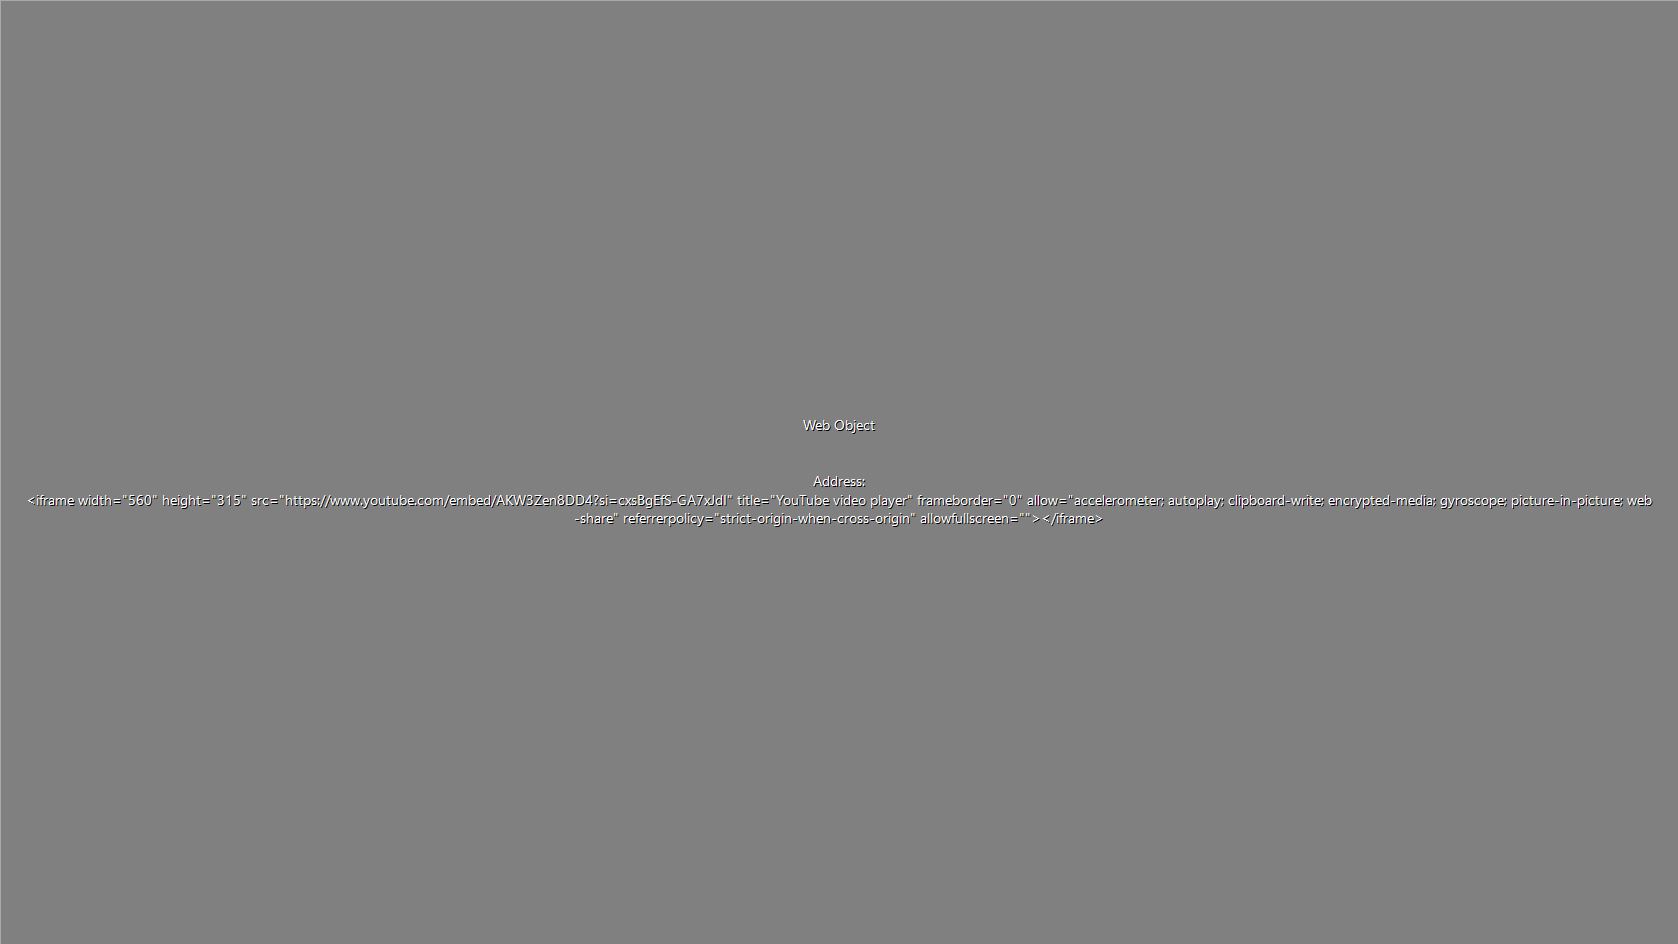 Web Object
Address:
<iframe width="560" height="315" src="https://www.youtube.com/embed/AKW3Zen8DD4?si=cxsBgEfS-GA7xJdI" title="YouTube video player" frameborder="0" allow="accelerometer; autoplay; clipboard-write; encrypted-media; gyroscope; picture-in-picture; web
-share" referrerpolicy="strict-origin-when-cross-origin" allowfullscreen=""></iframe>